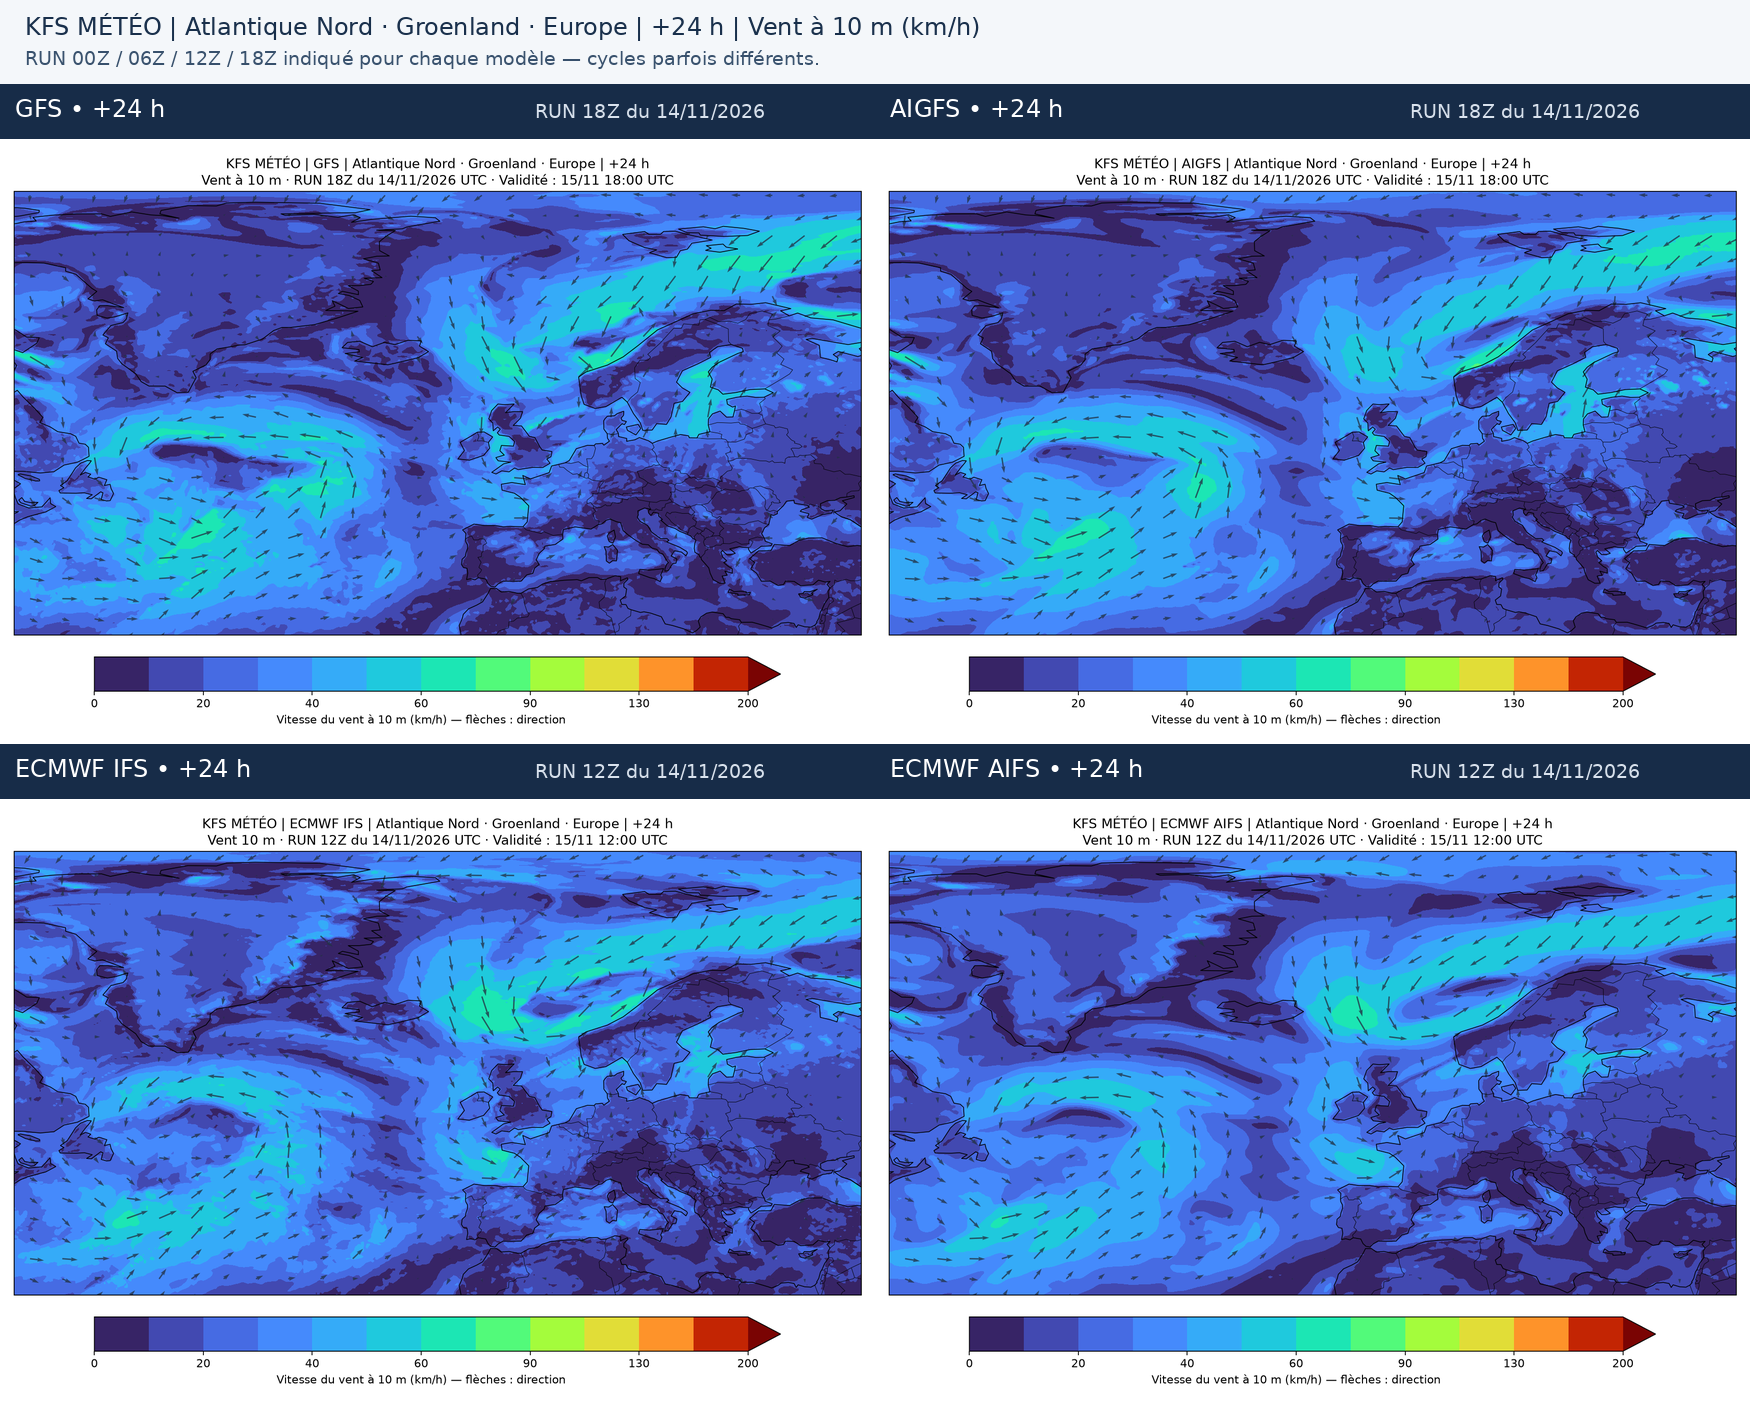 KFS MÉTÉO | Atlantique Nord · Groenland · Europe | +24 h | Vent à 10 m (km/h)
RUN 00Z / 06Z / 12Z / 18Z indiqué pour chaque modèle — cycles parfois différents.
GFS • +24 h
RUN 18Z du 14/11/2026
KFS MÉTÉO | GFS | Atlantique Nord · Groenland · Europe | +24 h
Vent à 10 m · RUN 18Z du 14/11/2026 UTC · Validité : 15/11 18:00 UTC
0 20 40 60 90 130 200
Vitesse du vent à 10 m (km/h) — flèches : direction
AIGFS • +24 h
RUN 18Z du 14/11/2026
KFS MÉTÉO | AIGFS | Atlantique Nord · Groenland · Europe | +24 h
Vent à 10 m · RUN 18Z du 14/11/2026 UTC · Validité : 15/11 18:00 UTC
0 20 40 60 90 130 200
Vitesse du vent à 10 m (km/h) — flèches : direction
ECMWF IFS • +24 h
RUN 12Z du 14/11/2026
KFS MÉTÉO | ECMWF IFS | Atlantique Nord · Groenland · Europe | +24 h
Vent 10 m · RUN 12Z du 14/11/2026 UTC · Validité : 15/11 12:00 UTC
0 20 40 60 90 130 200
Vitesse du vent à 10 m (km/h) — flèches : direction
ECMWF AIFS • +24 h
RUN 12Z du 14/11/2026
KFS MÉTÉO | ECMWF AIFS | Atlantique Nord · Groenland · Europe | +24 h
Vent 10 m · RUN 12Z du 14/11/2026 UTC · Validité : 15/11 12:00 UTC
0 20 40 60 90 130 200
Vitesse du vent à 10 m (km/h) — flèches : direction